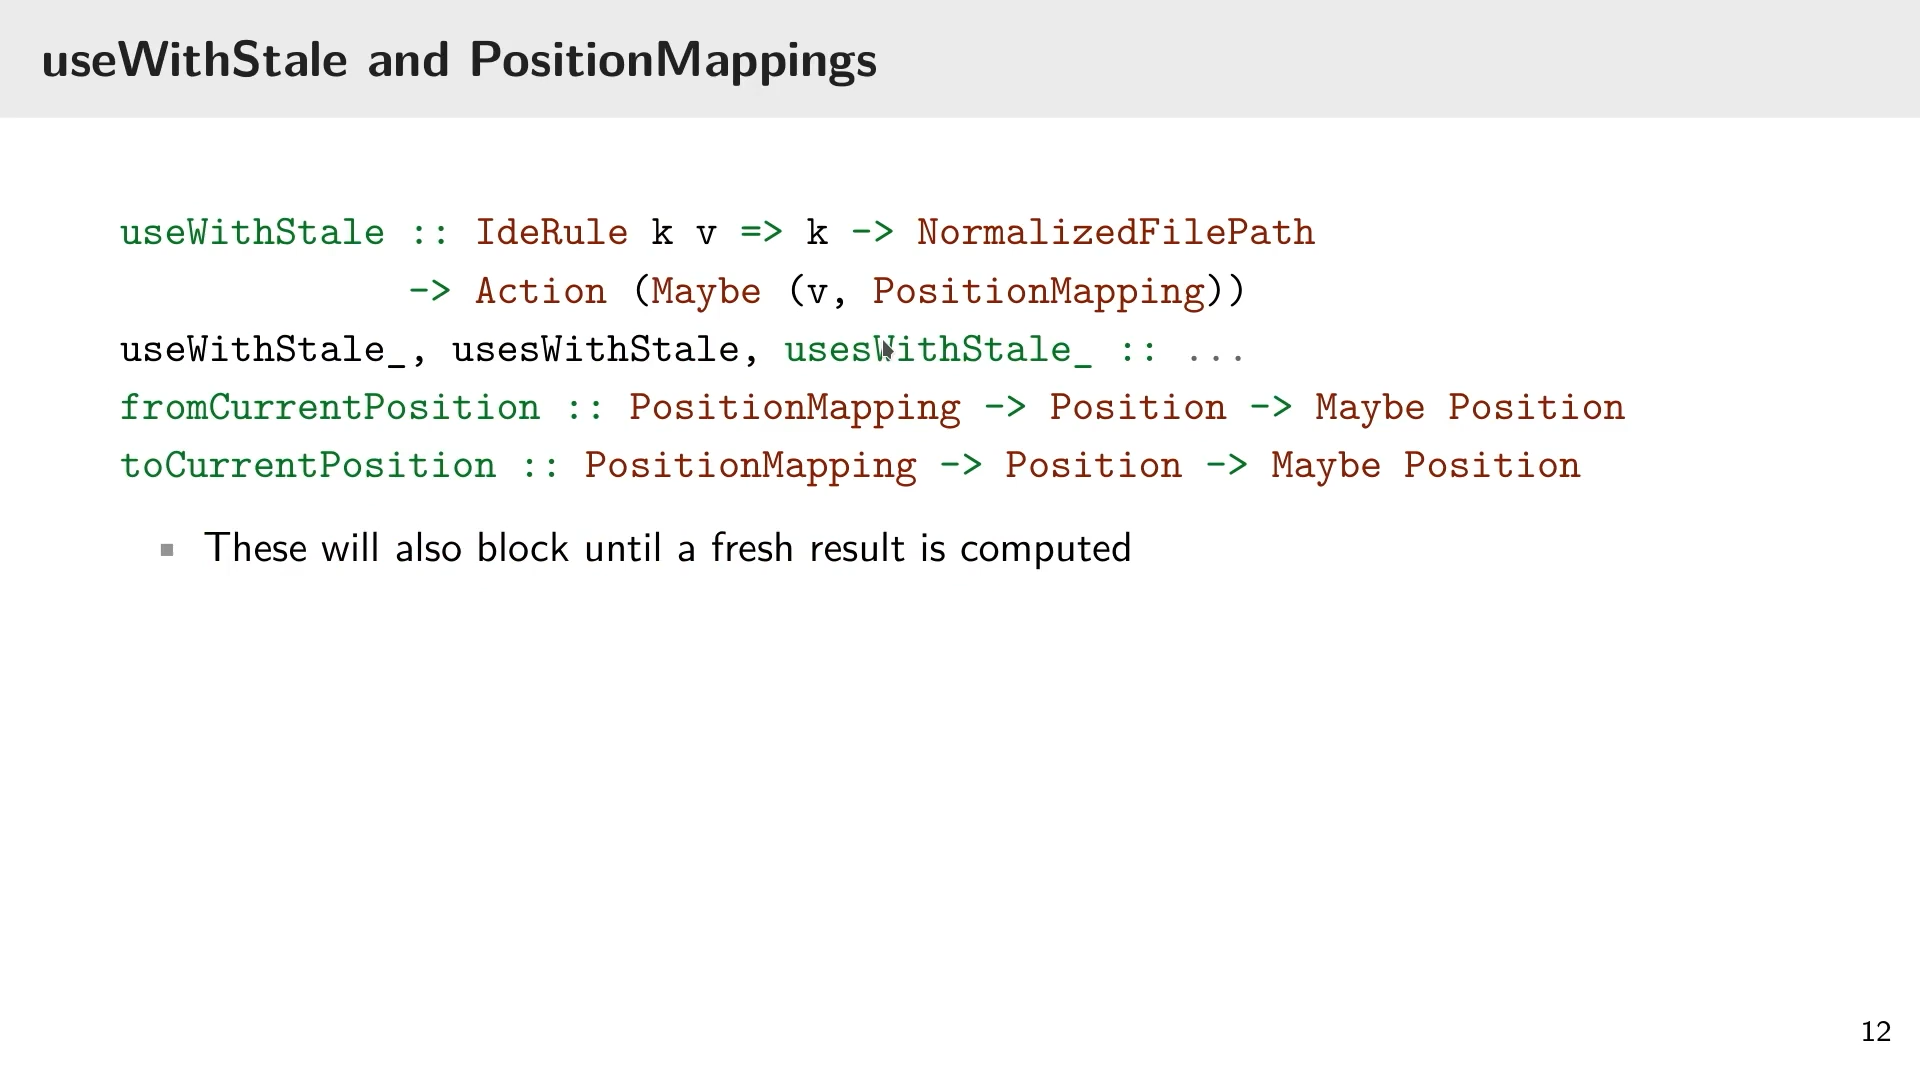 useWithStale and PositionMappings
useWithStale :: IdeRule k v => k -> NormalizedFilePath
-> Action (Maybe (v, PositionMapping))
useWithStale_, usesWithStale, usesWithStale_ :: ...
fromCurrentPosition :: PositionMapping -> Position -> Maybe Position
toCurrentPosition :: PositionMapping -> Position -> Maybe Position
▪ These will also block until a fresh result is computed
12